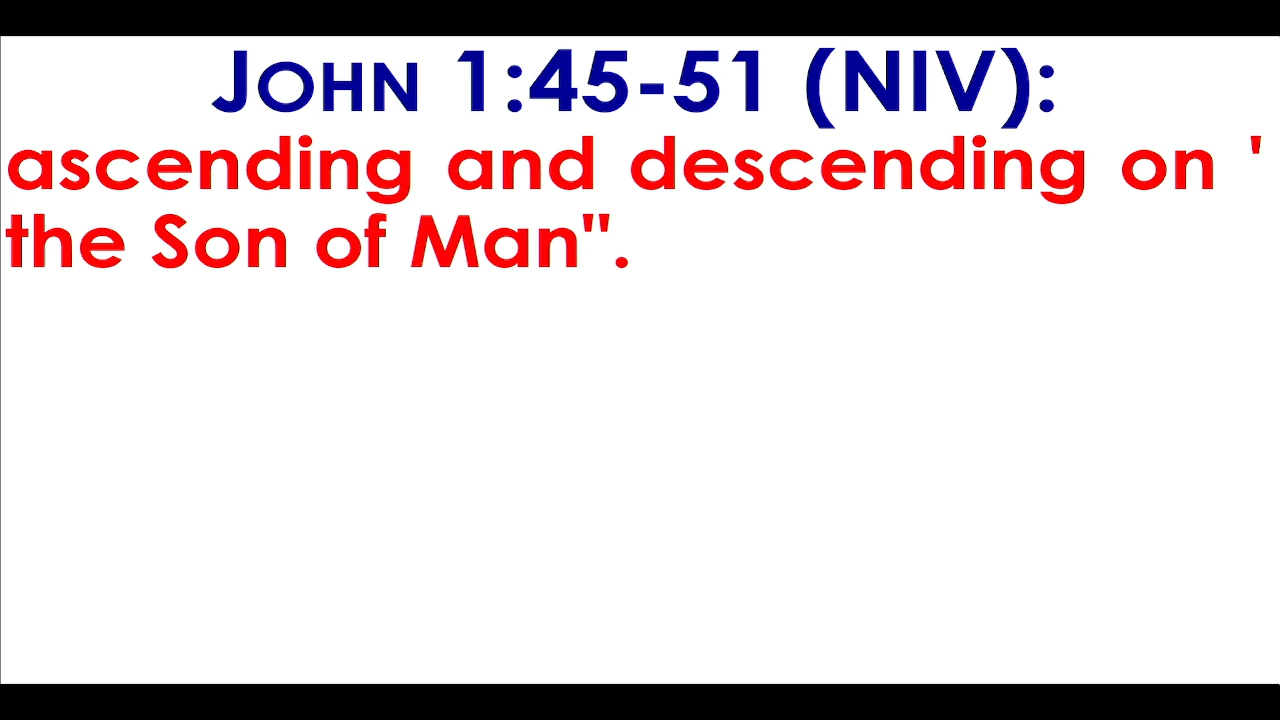 JOHN 1:45-51 (NIV):
ascending and descending on '
the Son of Man".